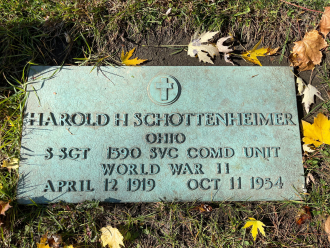 HAROLD H SCHOTTENHEIMER
OHIO
S SGT 1590 SVC COMD UNIT
WORLD WAR II
APRIL 12 1919 OCT 11 1954